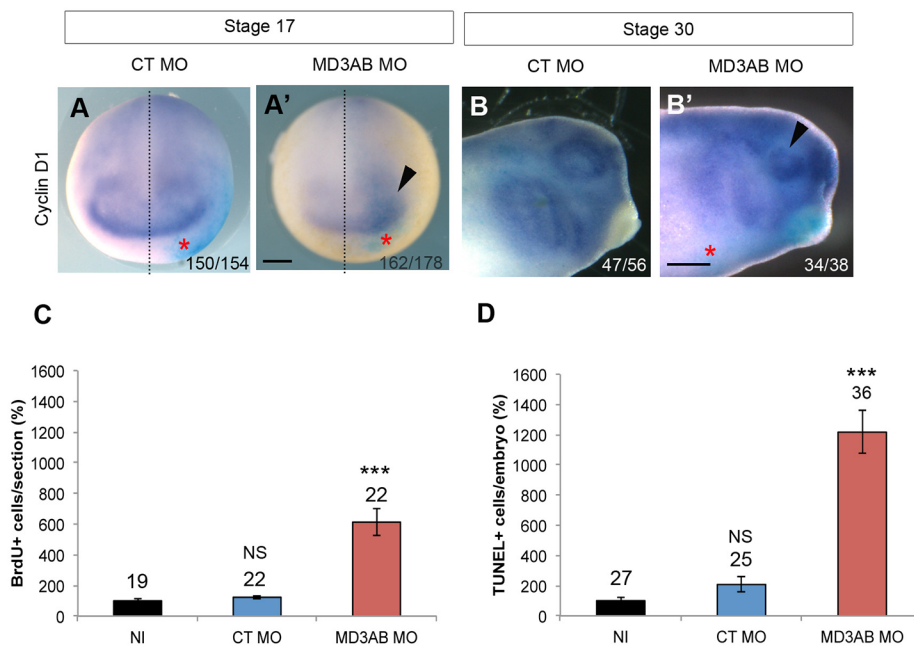 Stage 17
Stage 30
CT MO
MD3AB MO
CT MO
MD3AB MO
Cyclin D1
A
A’
B
B’
*
*
*
150/154
162/178
47/56
34/38
C
D
BrdU+ cells/section (%)
1600
1400
1200
1000
800
600
400
200
0
19
NS
22
***
22
NI
CT MO
MD3AB MO
TUNEL+ cells/embryo (%)
1600
1400
1200
1000
800
600
400
200
0
27
NS
25
***
36
NI
CT MO
MD3AB MO